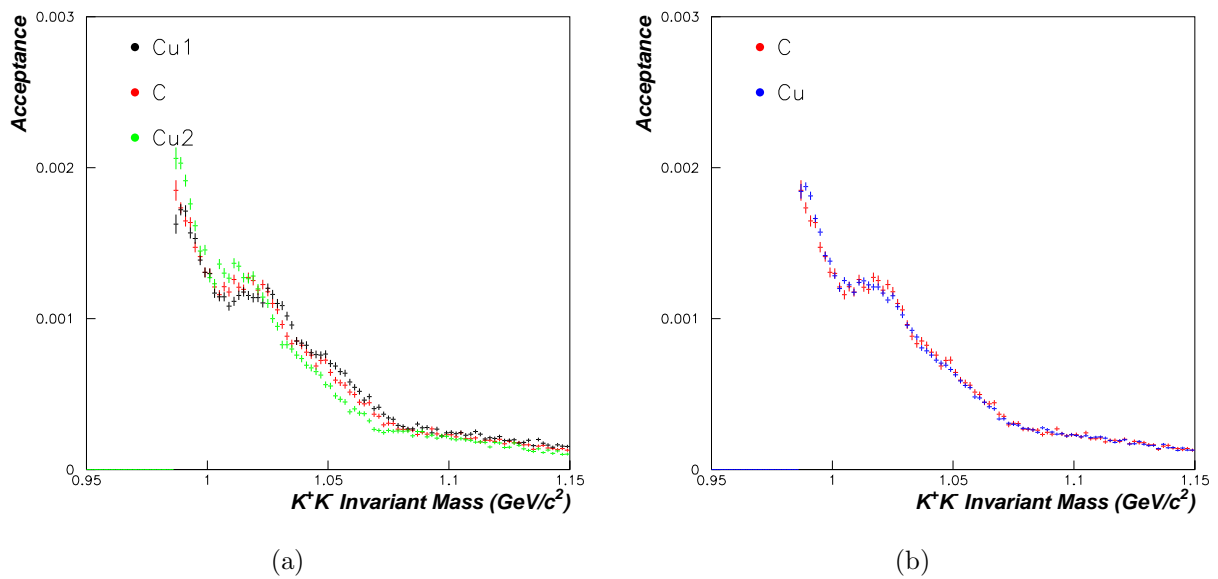 Acceptance
0.003
0.002
0.001
0
Cu1
C
Cu2
0.95
1
1.05
1.1
1.15
K+K- Invariant Mass (GeV/c2)
(a)
Acceptance
0.003
0.002
0.001
0
C
Cu
0.95
1
1.05
1.1
1.15
K+K- Invariant Mass (GeV/c2)
(b)